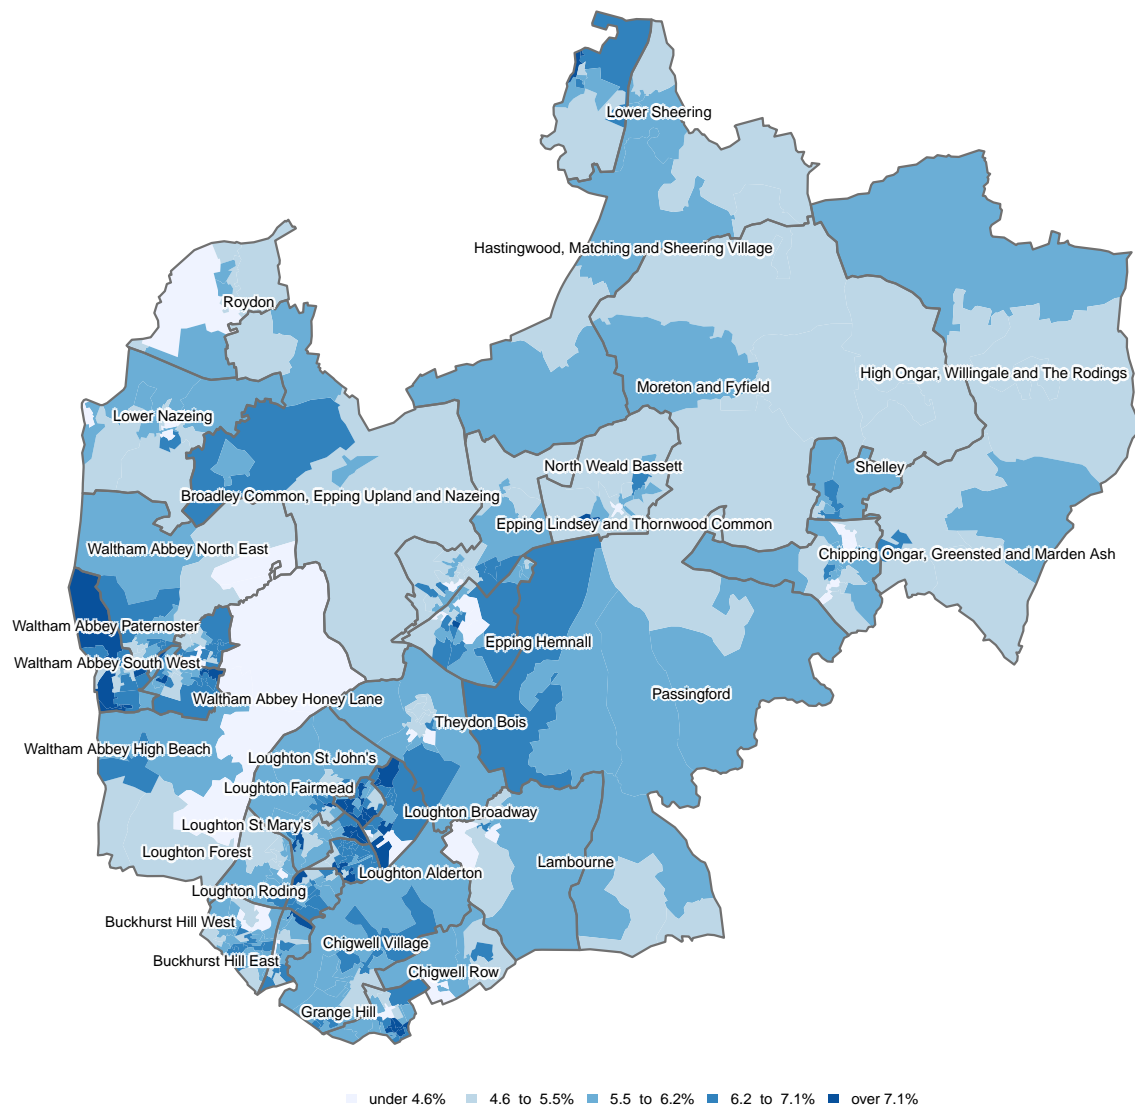 Lower Sheering
Hastingwood, Matching and Sheering Village
Roydon
High Ongar, Willingale and The Rodings
Moreton and Fyfield
Lower Nazeing
North Weald Bassett
Shelley
Broadley Common, Epping Upland and Nazeing
Epping Lindsey and Thornwood Common
Waltham Abbey North East
Chipping Ongar, Greensted and Marden Ash
Waltham Abbey Paternoster
Epping Hemnall
Waltham Abbey South West
Passingford
Waltham Abbey Honey Lane
Theydon Bois
Waltham Abbey High Beach
Loughton St John's
Loughton Fairmead
Loughton Broadway
Loughton St Mary's
Loughton Forest
Lambourne
Loughton Alderton
Loughton Roding
Buckhurst Hill West
Chigwell Village
Buckhurst Hill East
Chigwell Row
Grange Hill
under 4.6% 4.6 to 5.5% 5.5 to 6.2% 6.2 to 7.1% over 7.1%